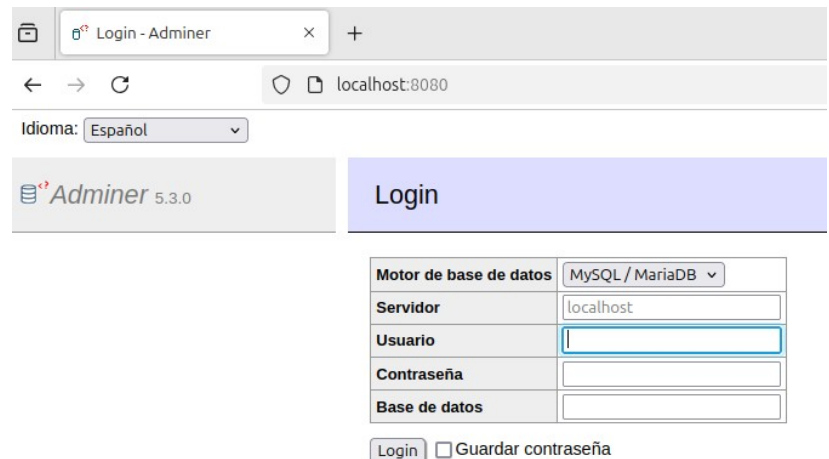 Login - Adminer
localhost:8080
Idioma: Español
Adminer 5.3.0
Login
Motor de base de datos MySQL / MariaDB
Servidor localhost
Usuario
Contraseña
Base de datos
Login Guardar contraseña